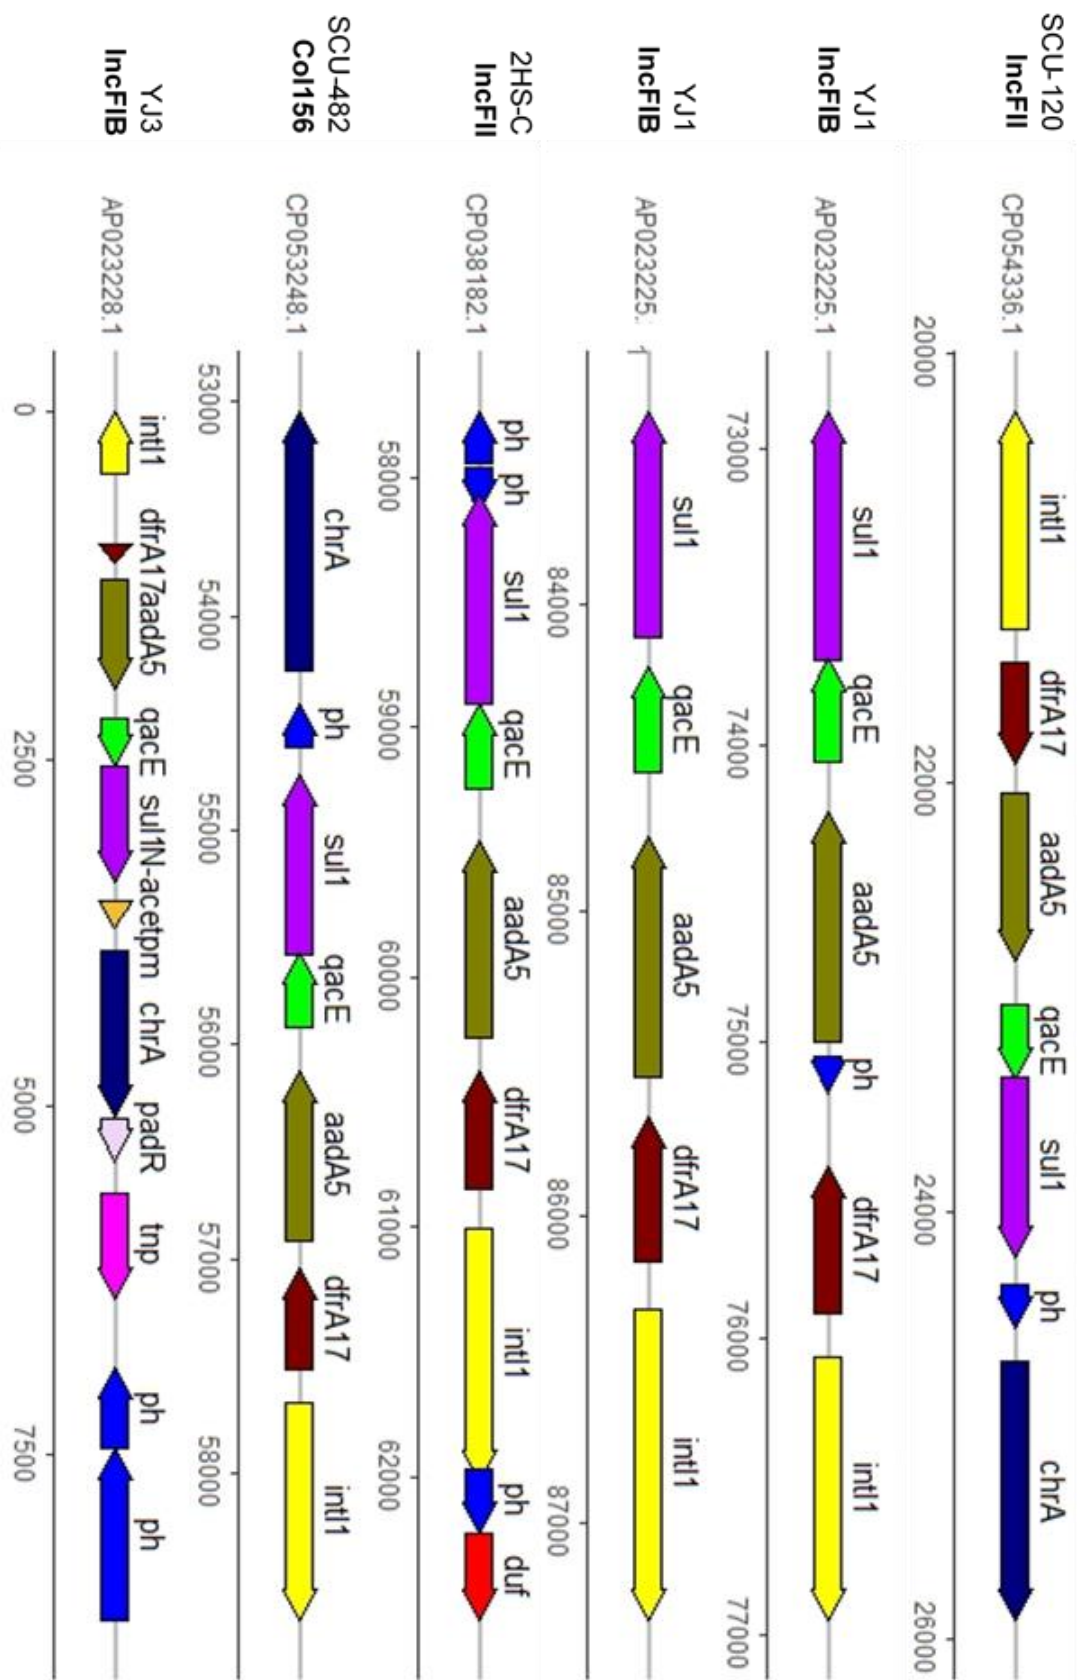 SCU-120
IncFII
CP054336.1
intI1 dfrA17 aadA5 qacE sul1 ph chrA
20000 22000 24000 26000
YJ1
IncFIB
AP023225.1
sul1 qacE aadA5 ph dfrA17 intI1
73000 74000 75000 76000 77000
YJ1
IncFIB
AP023225.1
sul1 qacE aadA5 dfrA17 intI1
84000 85000 86000 87000
2HS-C
IncFII
CP038182.1
ph ph sul1 qacE aadA5 dfrA17 intI1 ph duf
58000 59000 60000 61000 62000
SCU-482
Col156
CP053248.1
chrA ph sul1 qacE aadA5 dfrA17 intI1
53000 54000 55000 56000 57000 58000
YJ3
IncFIB
AP023228.1
intI1 dfrA17aadA5 qacE sul1N-acetpm chrA padR tnp ph ph
0 2500 5000 7500